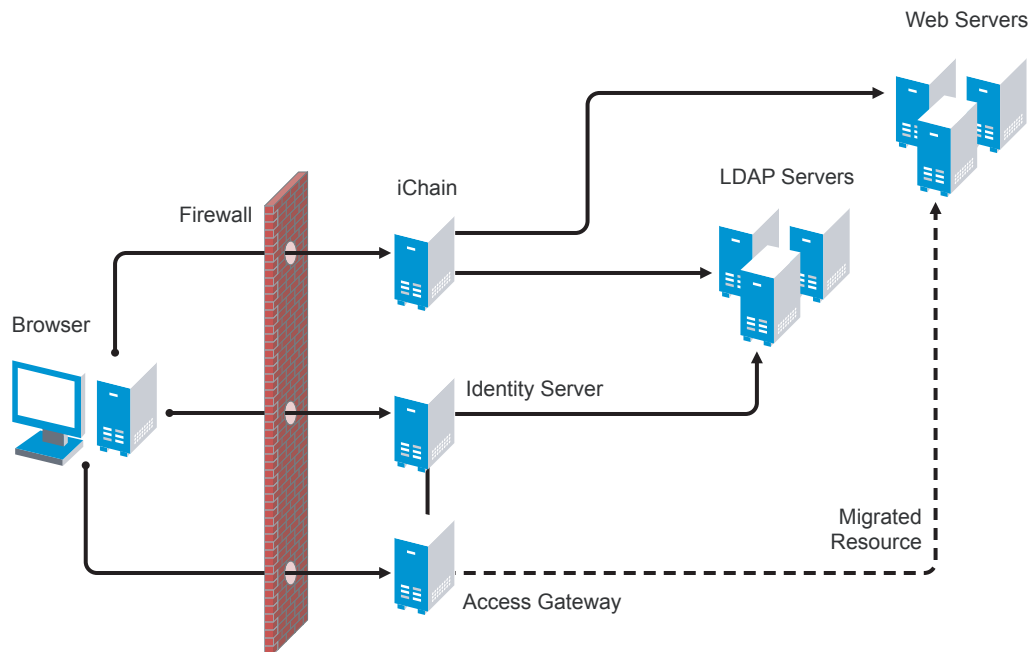 Web Servers
LDAP Servers
iChain
Firewall
Browser
Identity Server
Migrated
Resource
Access Gateway